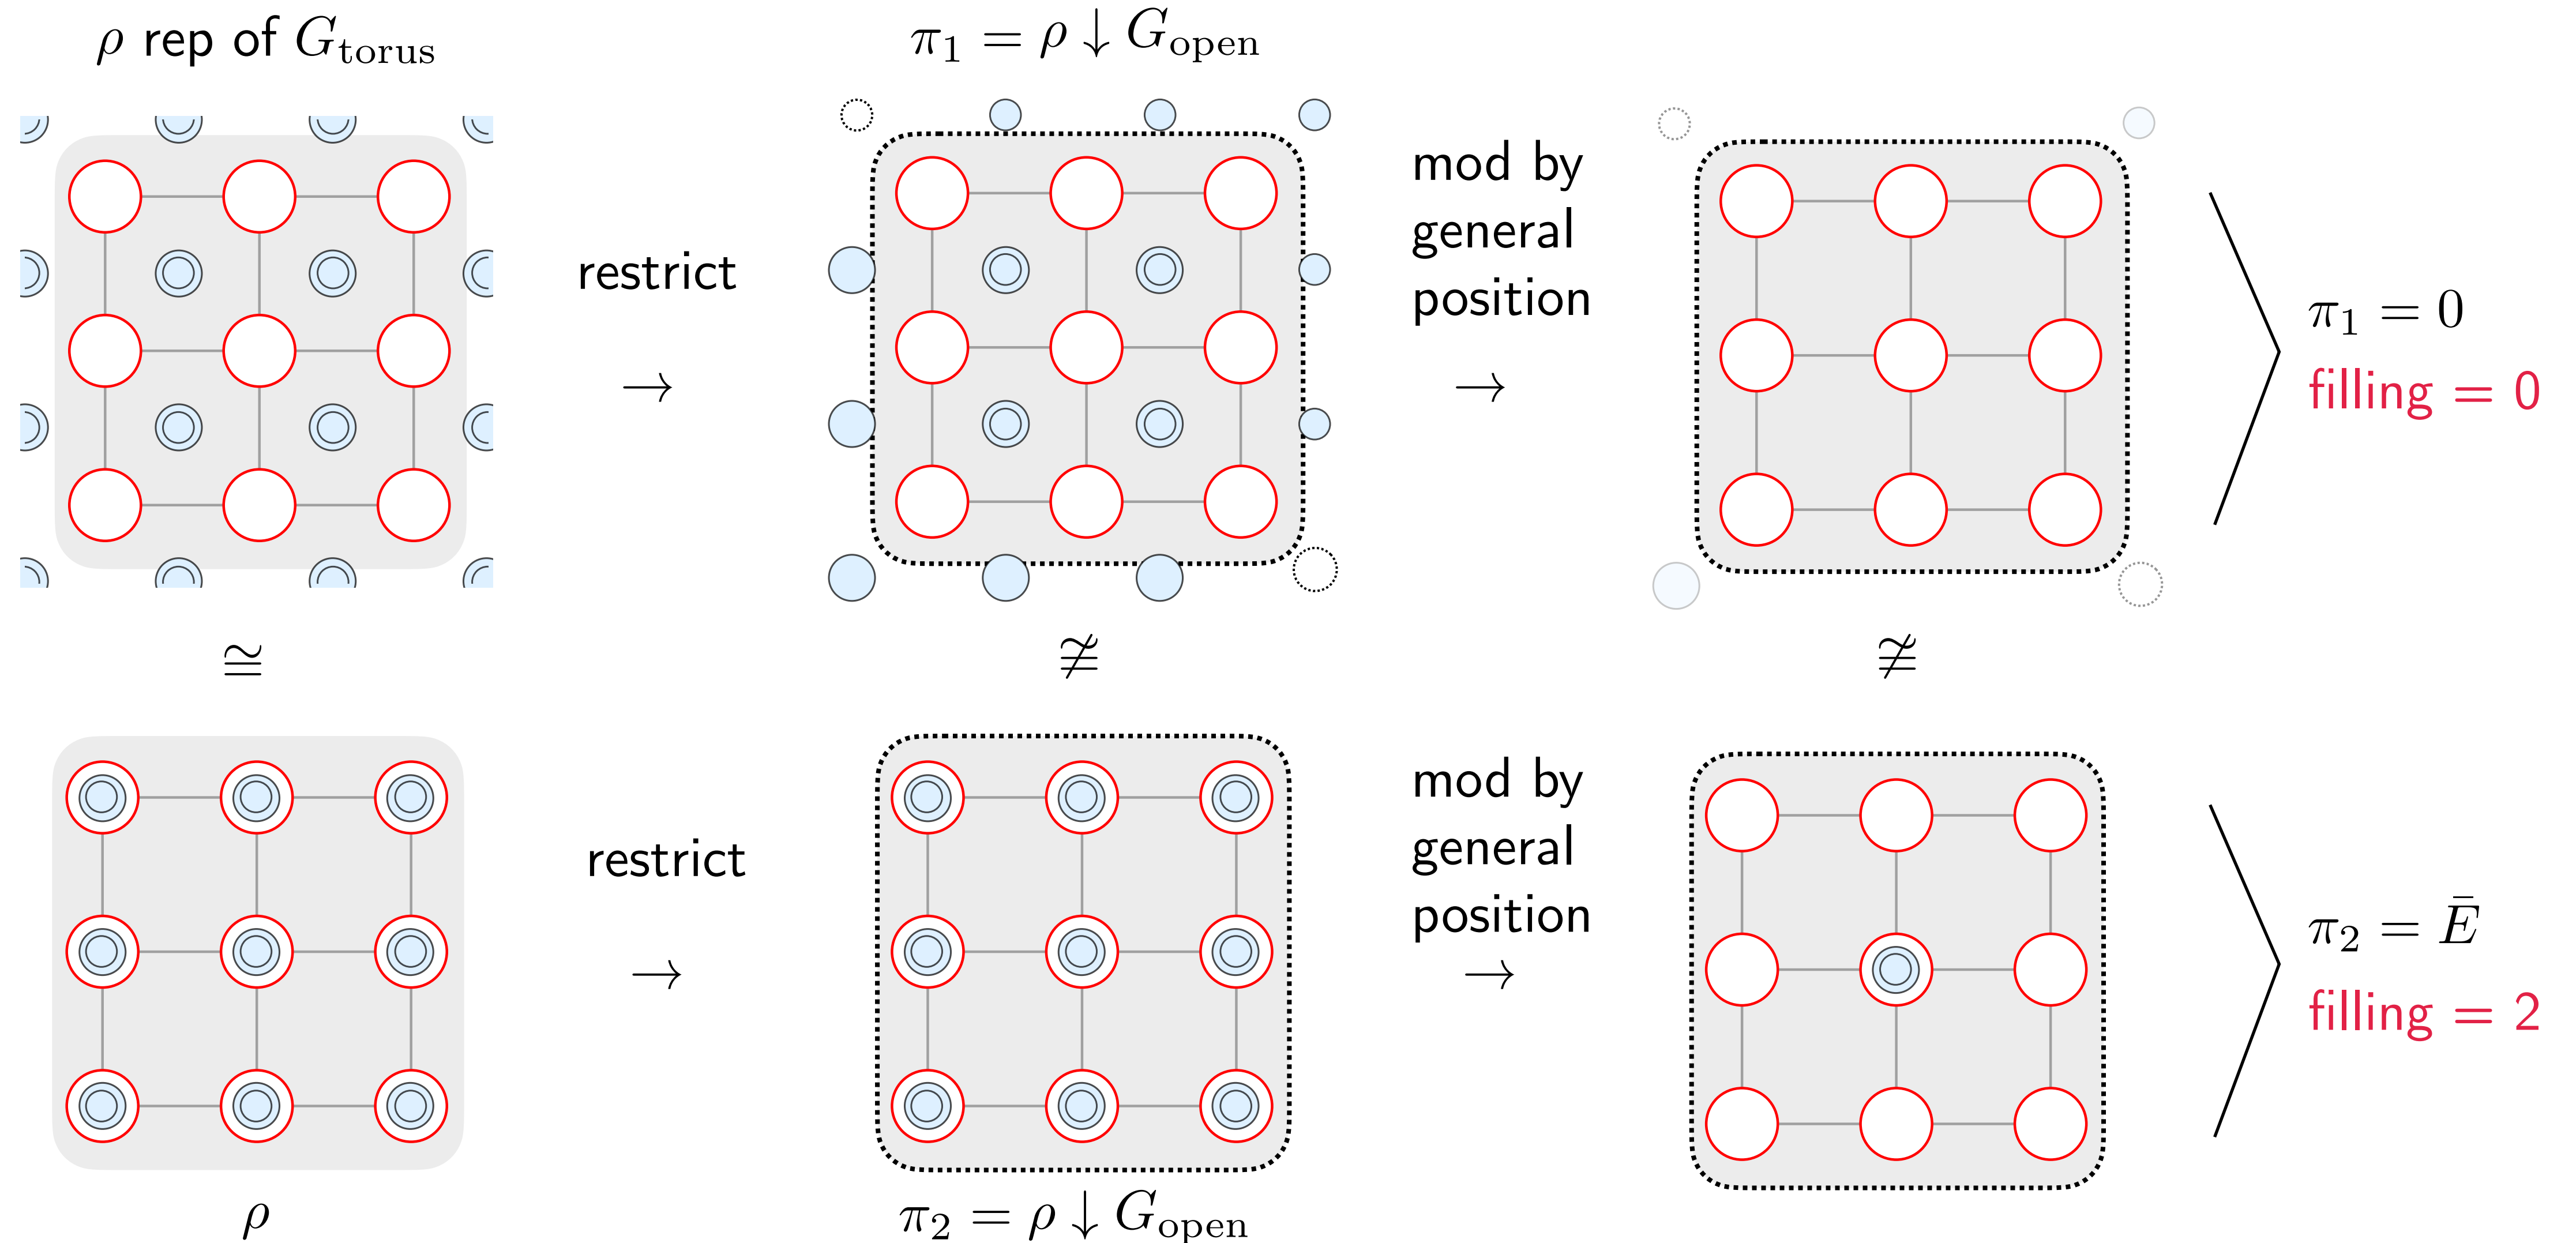 ρ rep of G_torus
π₁ = ρ ↓ G_open
restrict
→
mod by
general
position
→
π₁ = 0
filling = 0
≅
≇
≇
restrict
→
mod by
general
position
→
π₂ = Ē
filling = 2
ρ
π₂ = ρ ↓ G_open